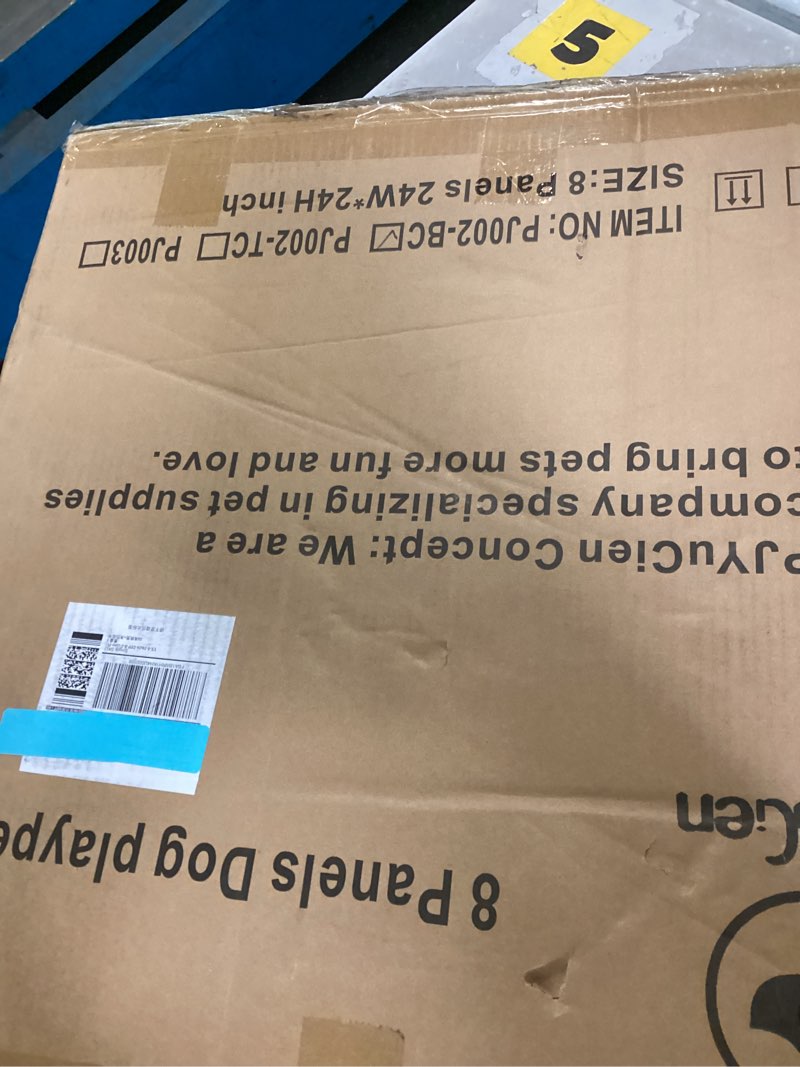 8 Panels Dog plaype
Cien
PJYuCien Concept: We are a
company specializing in pet supplies
to bring pets more fun and love.
ITEM NO: PJ002-BC☑ PJ002-TC☐ PJ003☐
SIZE:8 Panels 24W*24H inch
5